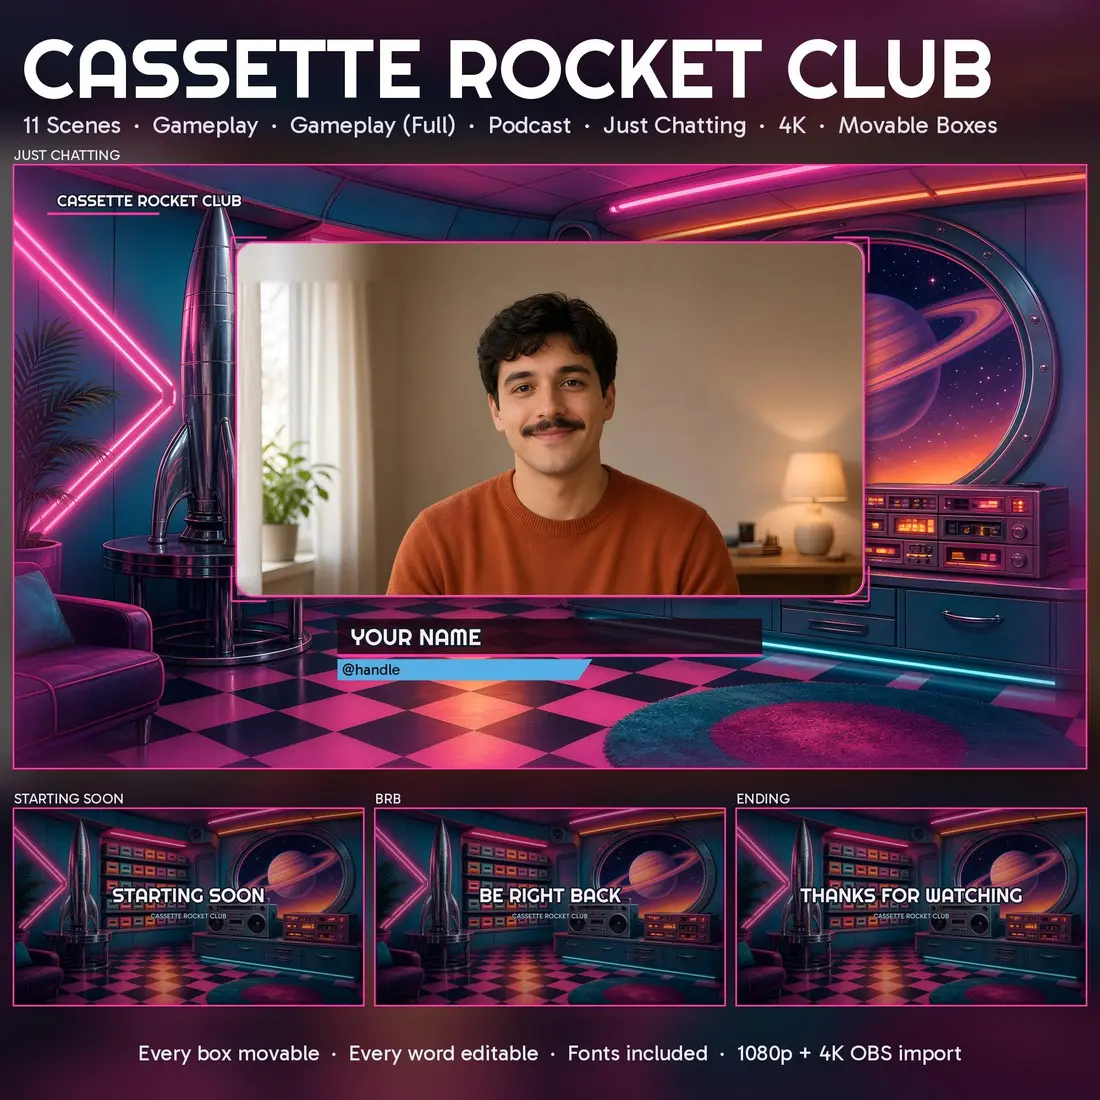 CASSETTE ROCKET CLUB
11 Scenes · Gameplay · Gameplay (Full) · Podcast · Just Chatting · 4K · Movable Boxes
JUST CHATTING
CASSETTE ROCKET CLUB
YOUR NAME
@handle
STARTING SOON
BRB
ENDING
STARTING SOON
CASSETTE ROCKET CLUB
BE RIGHT BACK
CASSETTE ROCKET CLUB
THANKS FOR WATCHING
CASSETTE ROCKET CLUB
Every box movable · Every word editable · Fonts included · 1080p + 4K OBS import